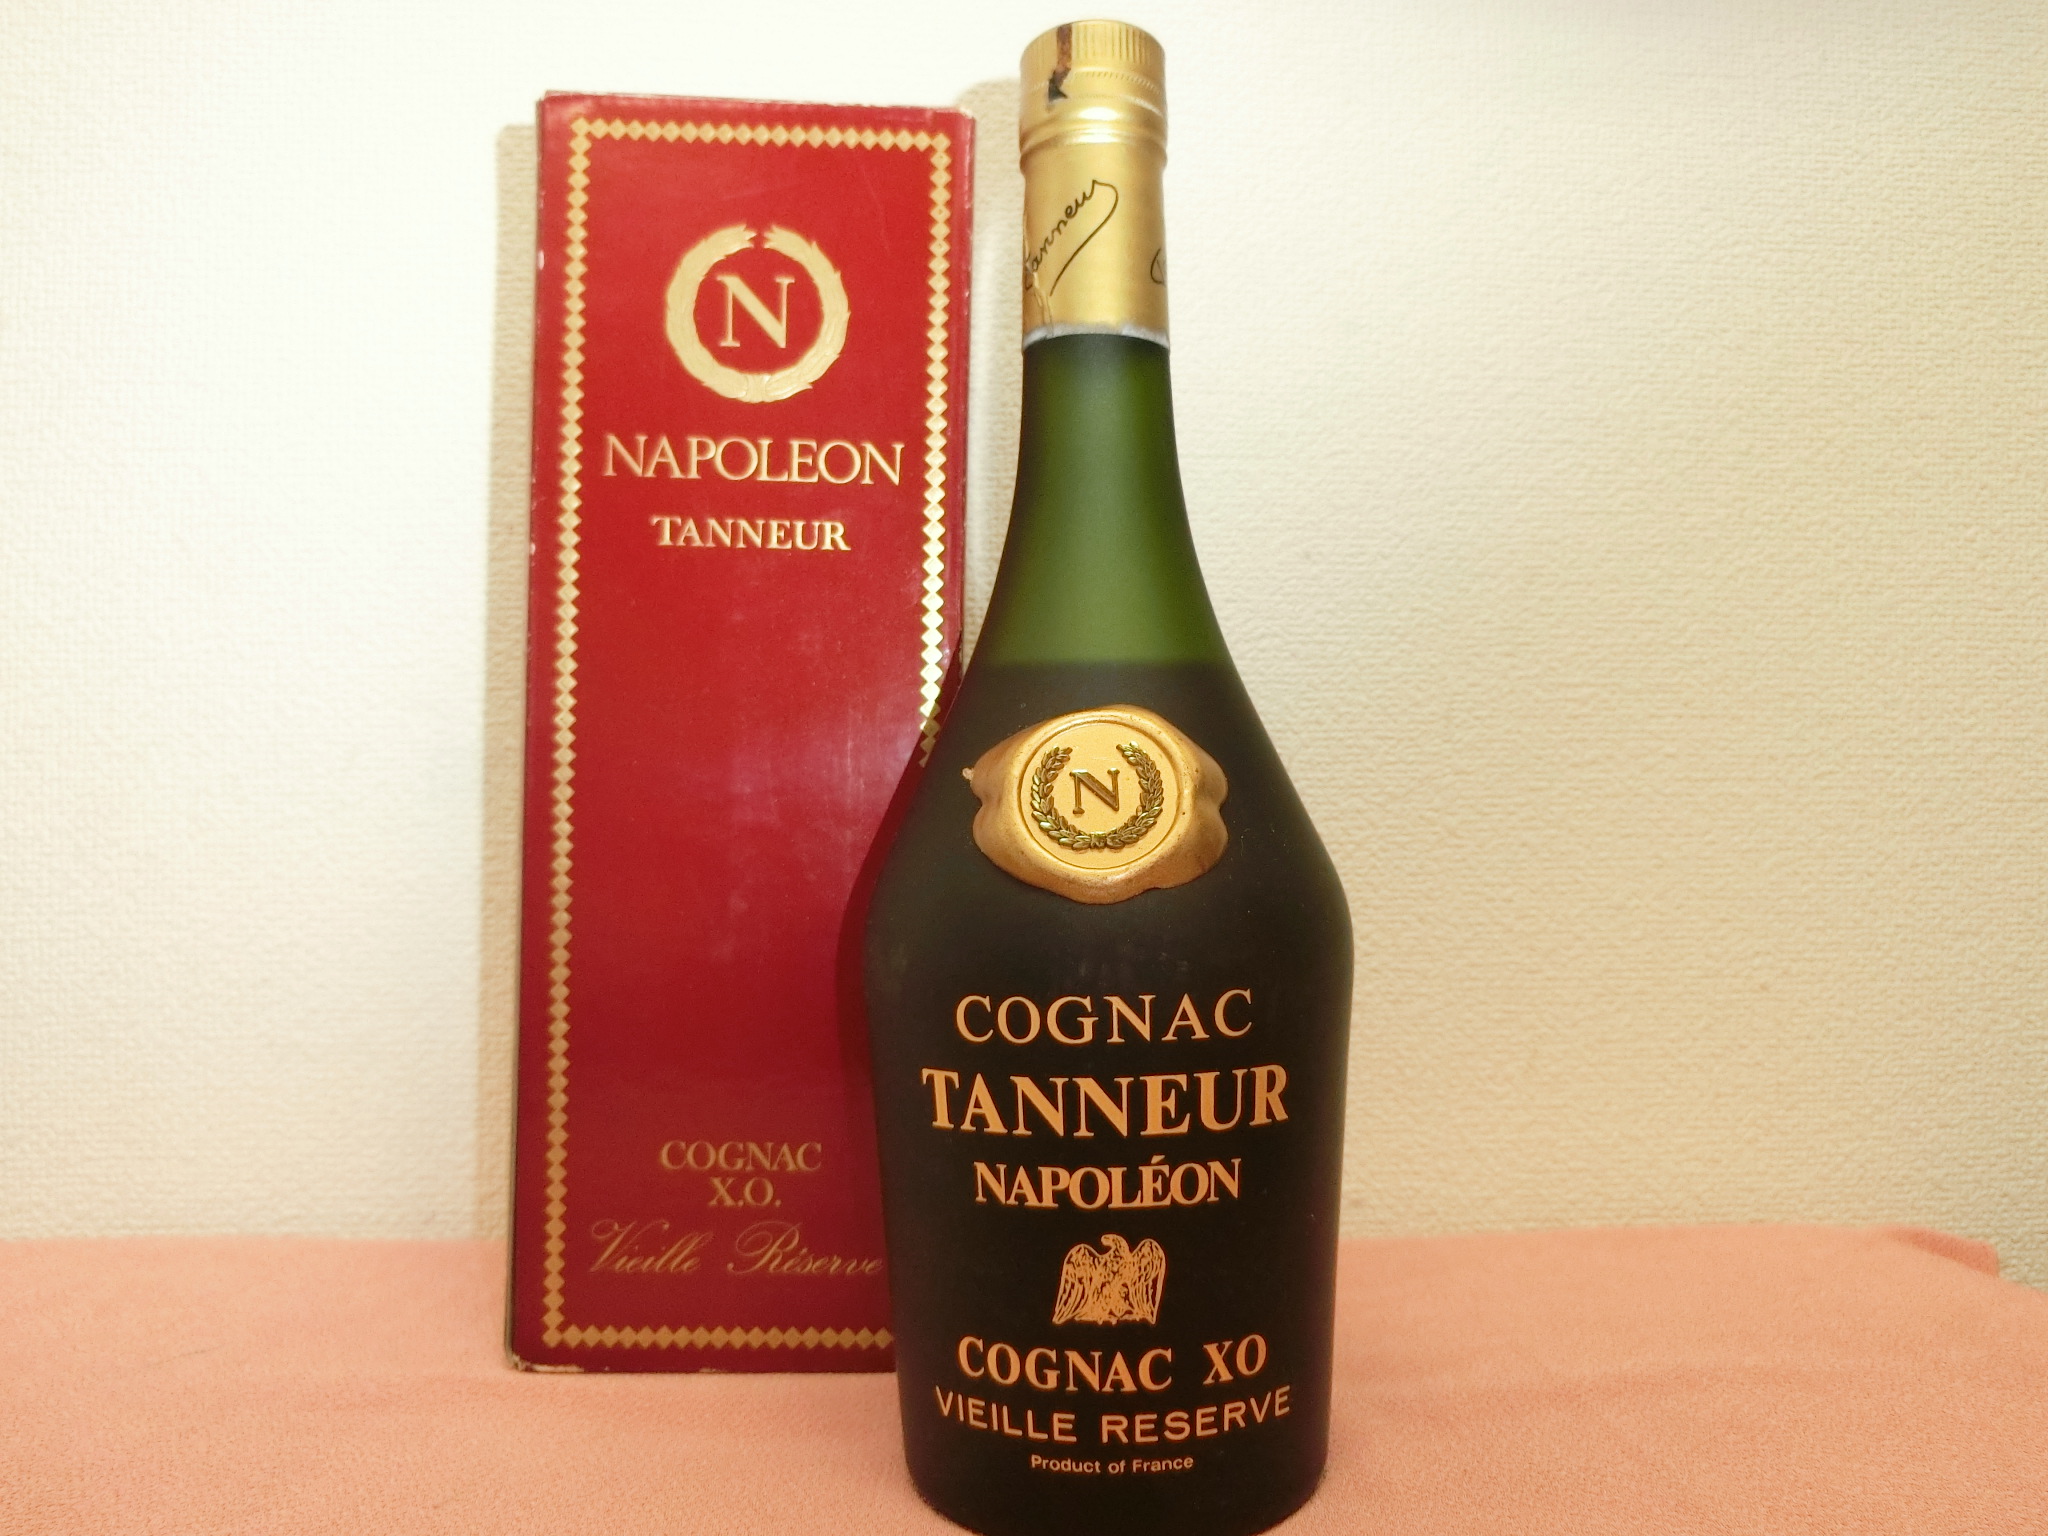 N
NAPOLEON
TANNEUR
COGNAC
X.O.
Vieille Réserve
Tanneur
N
COGNAC
TANNEUR
NAPOLÉON
COGNAC XO
VIEILLE RESERVE
Product of France